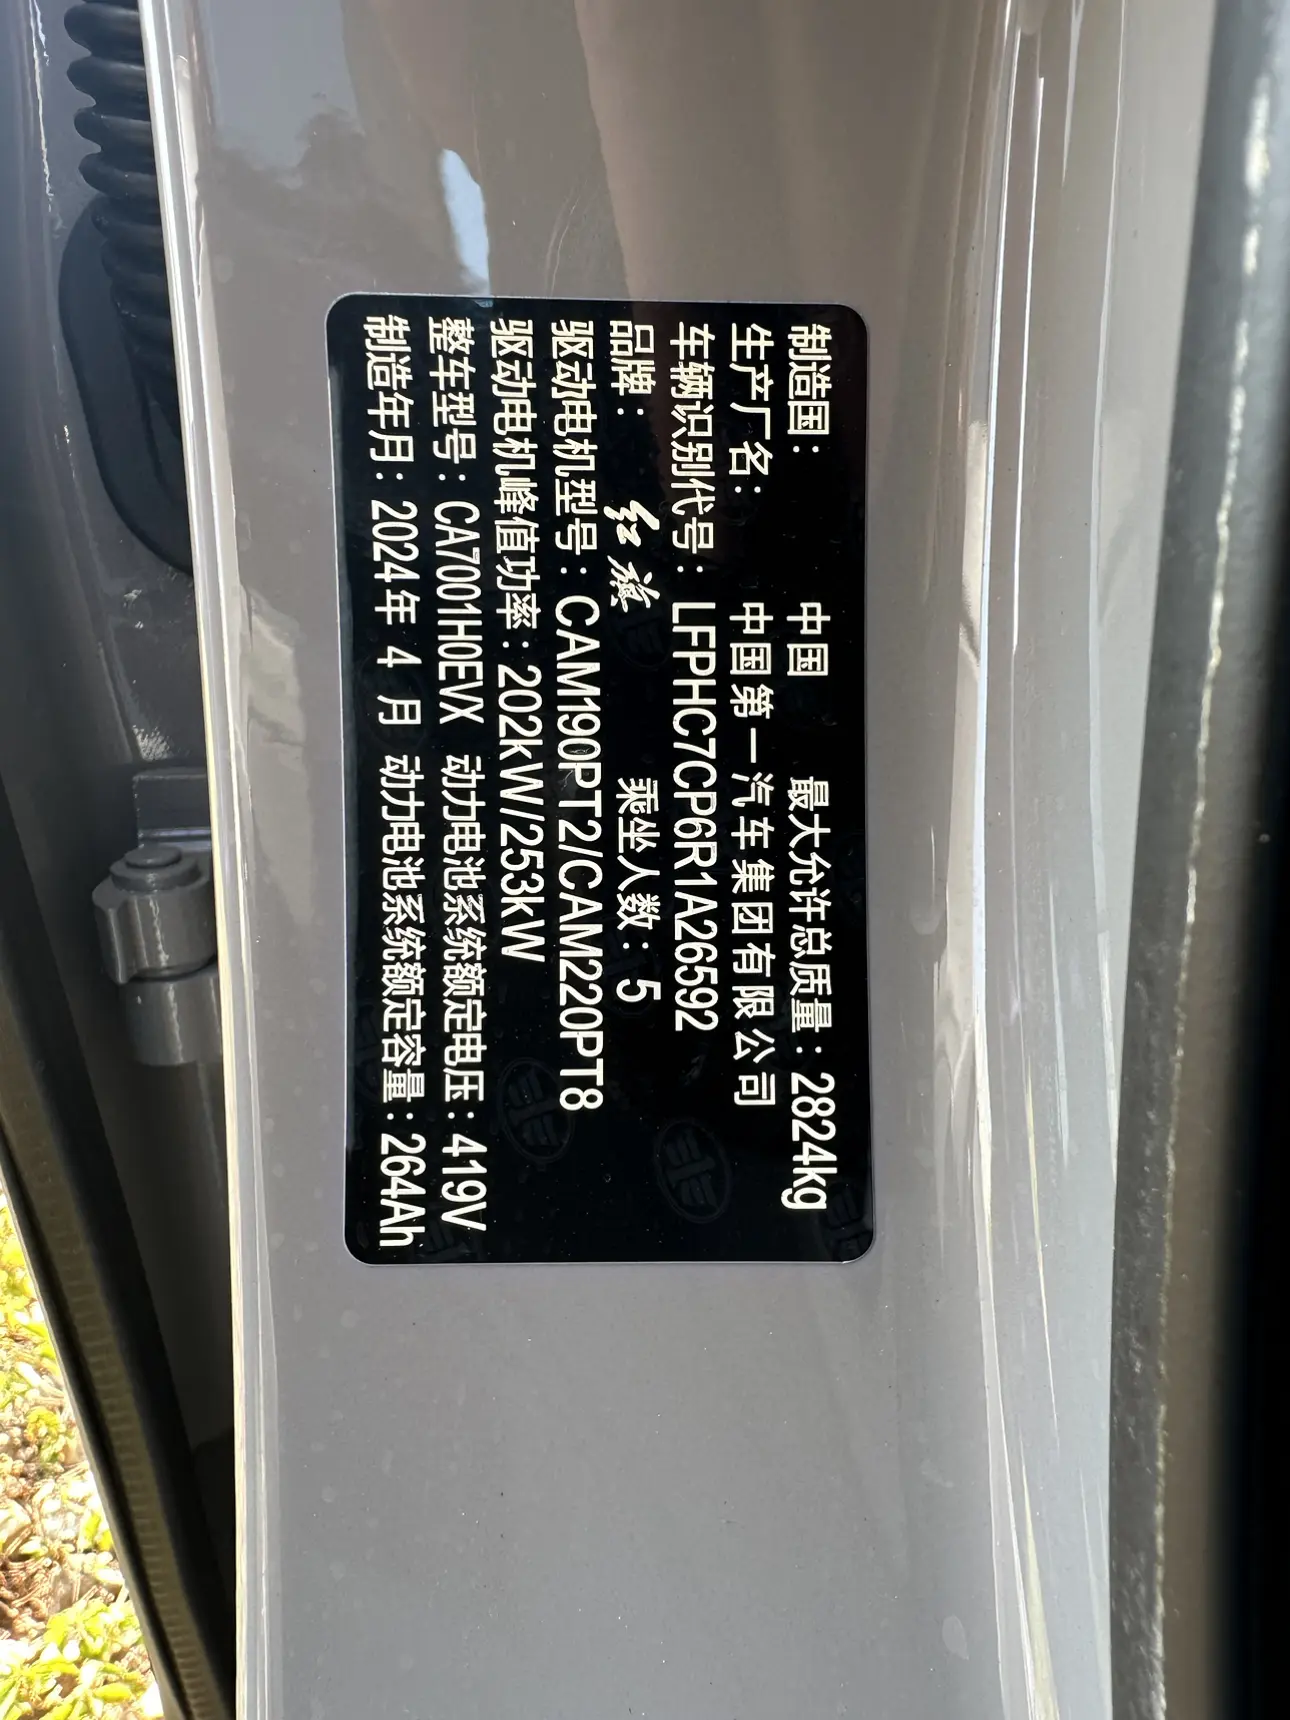 制造国： 中国 最大允许总质量：2824kg
生产厂名： 中国第一汽车集团有限公司
车辆识别代号：LFPHC7CP6R1A26592
品牌： 红旗 乘坐人数：5
驱动电机型号：CAM190PT2/CAM220PT8
驱动电机峰值功率：202kW/253kW
整车型号：CA7001H0EVX 动力电池系统额定电压：419V
制造年月：2024年 4 月 动力电池系统额定容量：264Ah